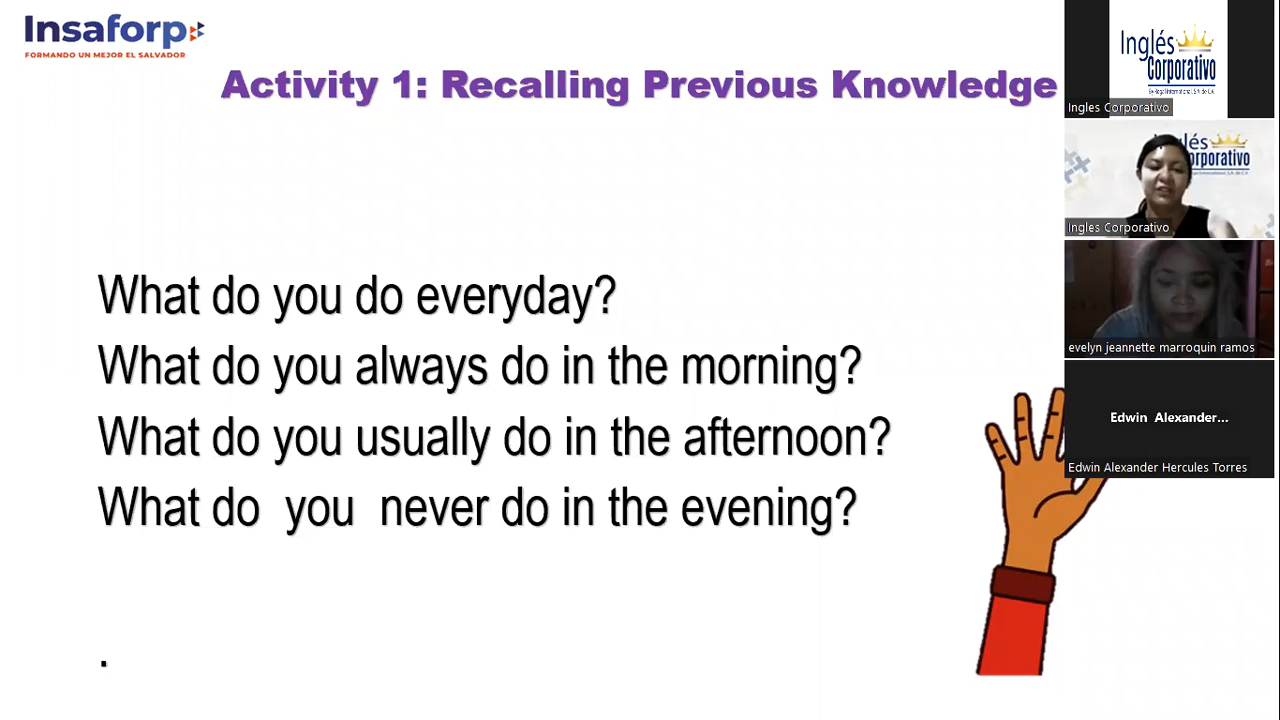 Insaforp
FORMANDO UN MEJOR EL SALVADOR
Activity 1: Recalling Previous Knowledge
What do you do everyday?
What do you always do in the morning?
What do you usually do in the afternoon?
What do  you  never do in the evening?
.
Inglés
Corporativo
Ingles Corporativo
Inglés
Corporativo
Ingles Corporativo
evelyn jeannette marroquin ramos
Edwin Alexander...
Edwin Alexander Hercules Torres